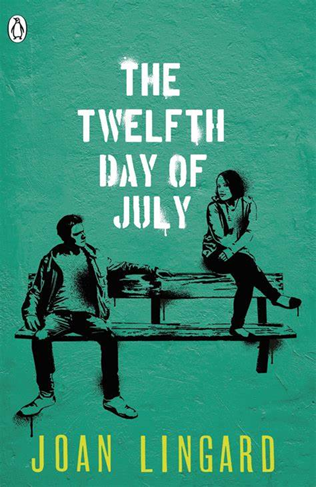 THE
TWELFTH
DAY OF
JULY
JOAN LINGARD